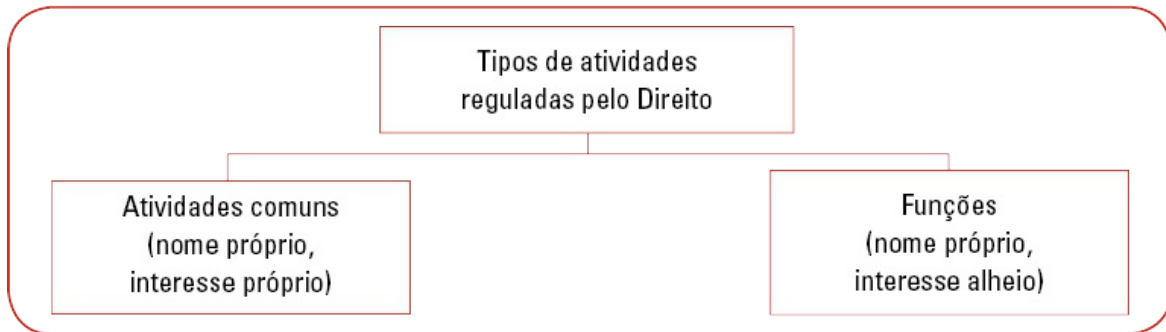 Tipos de atividades
reguladas pelo Direito
Atividades comuns
(nome próprio,
interesse próprio)
Funções
(nome próprio,
interesse alheio)